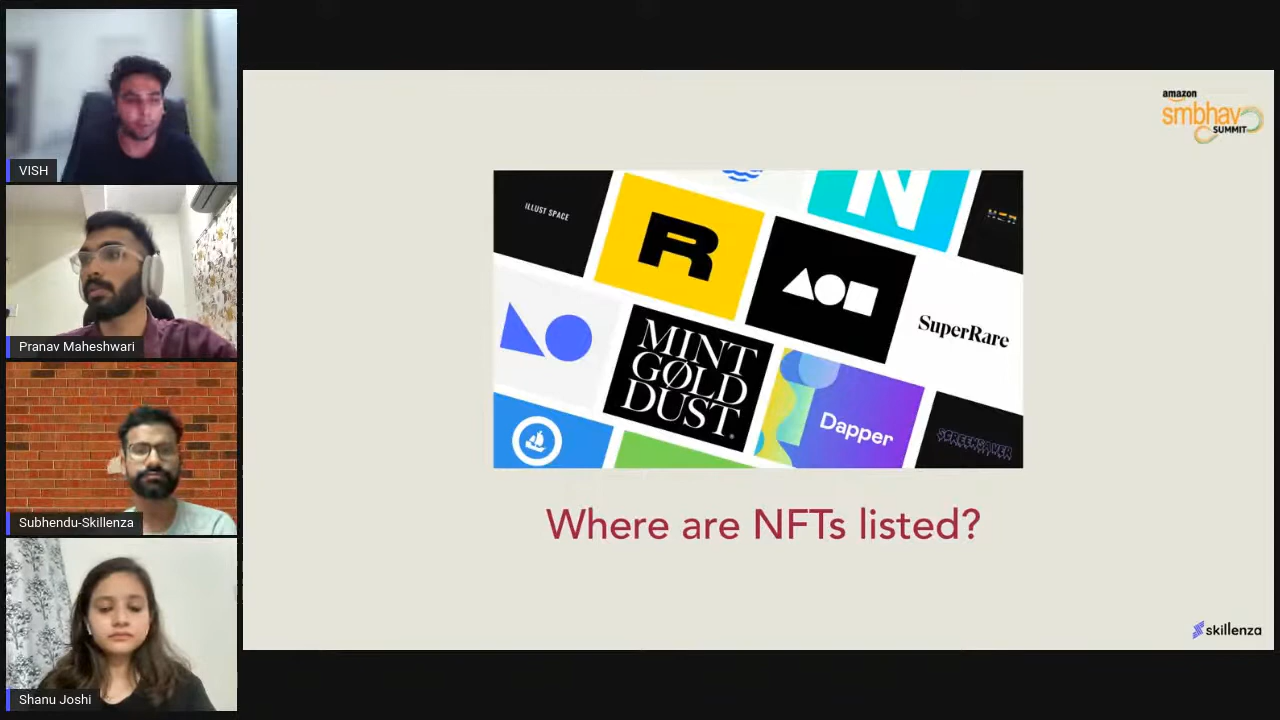 VISH
Pranav Maheshwari
Subhendu-Skillenza
Shanu Joshi
amazon
smbhav
SUMMIT
ILLUST SPACE
R
N
SuperRare
MINT
GØLD
DUST
Dapper
SCREENSAVER
Where are NFTs listed?
skillenza